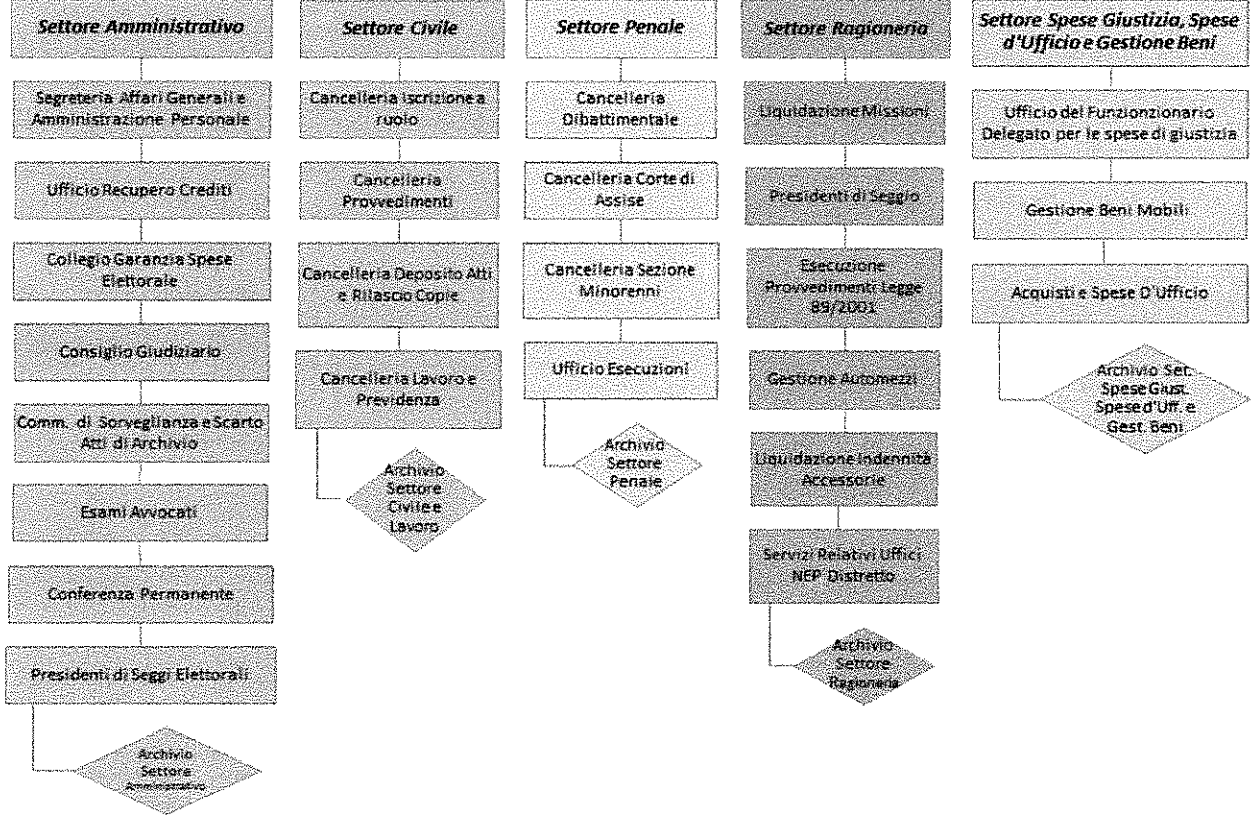 Settore Amministrativo
Segreteria Affari Generali e
Amministrazione Personale
Ufficio Recupero Crediti
Collegio Garanzia Spese
Elettorale
Consiglio Giudiziario
Comm. di Sorveglianza e Scarto
Atti di Archivio
Esami Avvocati
Conferenza Permanente
Presidenti di Seggi Elettorali
Archivio
Settore
Amministrativo
Settore Civile
Cancelleria Iscrizione a
ruolo
Cancelleria
Provvedimenti
Cancelleria Deposito Atti
e Rilascio Copie
Cancelleria Lavoro e
Previdenza
Archivio
Settore
Civile e
Lavoro
Settore Penale
Cancelleria
Dibattimentale
Cancelleria Corte di
Assise
Cancelleria Sezione
Minorenni
Ufficio Esecuzioni
Archivio
Settore
Penale
Settore Ragioneria
Liquidazione Missioni
Presidenti di Seggio
Esecuzione
Provvedimenti Legge
89/2001
Gestione Automezzi
Liquidazione Indennità
Accessorie
Servizi Relativi Uffici
NEP Distretto
Archivio
Settore
Ragioneria
Settore Spese Giustizia, Spese
d'Ufficio e Gestione Beni
Ufficio del Funzionzionario
Delegato per le spese di giustizia
Gestione Beni Mobili
Acquisti e Spese D'Ufficio
Archivio Set.
Spese Giust.
Spese d'Uff. e
Gest. Beni